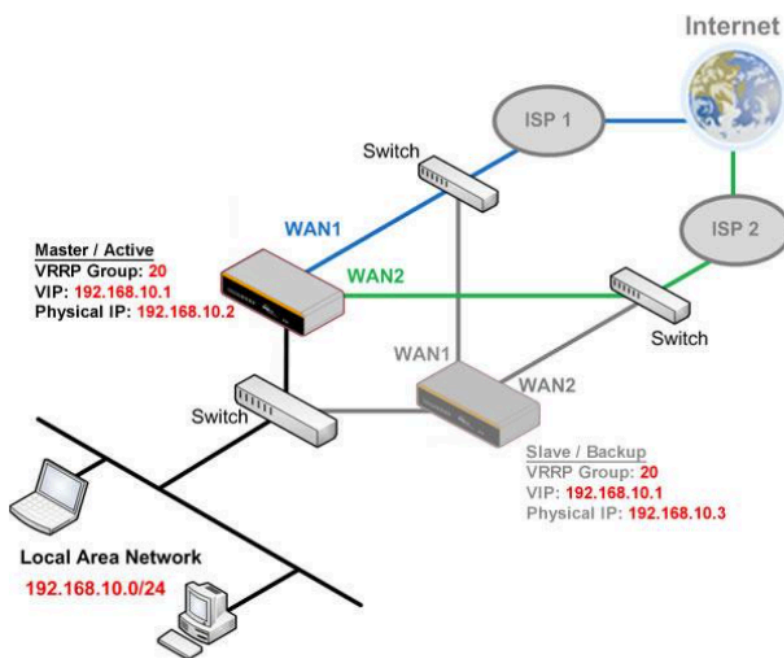 Internet
ISP 1
Switch
WAN1
ISP 2
Master / Active
VRRP Group: 20
VIP: 192.168.10.1
Physical IP: 192.168.10.2
WAN2
Switch
WAN1
WAN2
Switch
Slave / Backup
VRRP Group: 20
VIP: 192.168.10.1
Physical IP: 192.168.10.3
Local Area Network
192.168.10.0/24